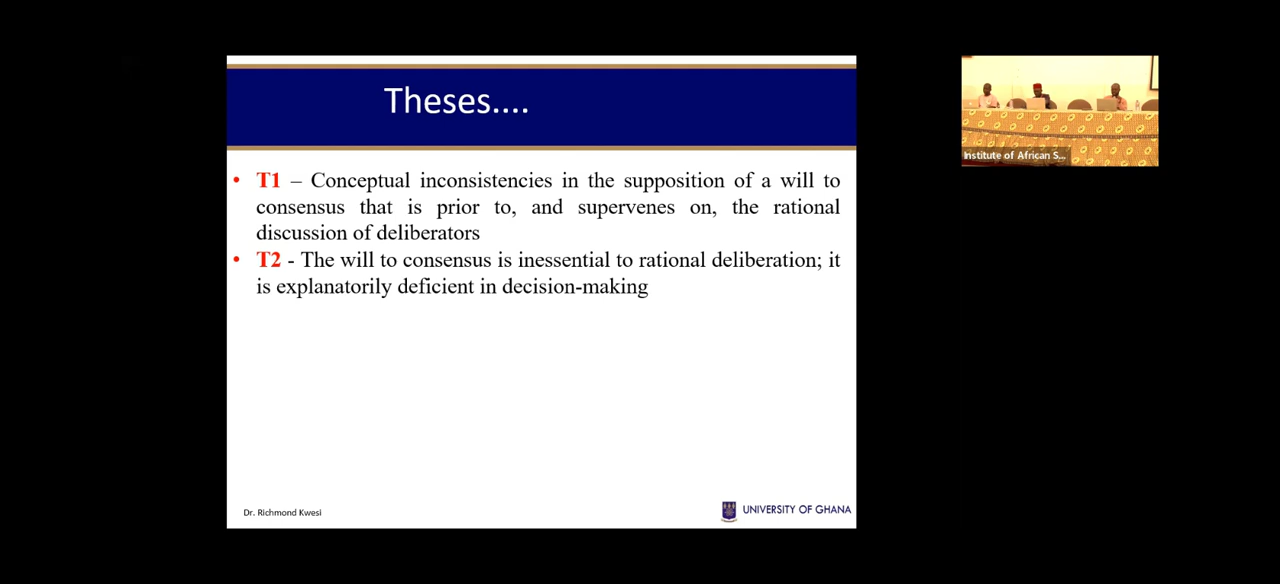 Theses....
• T1 – Conceptual inconsistencies in the supposition of a will to
consensus that is prior to, and supervenes on, the rational
discussion of deliberators
• T2 - The will to consensus is inessential to rational deliberation; it
is explanatorily deficient in decision-making
Dr. Richmond Kwesi
UNIVERSITY OF GHANA
Institute of African S...